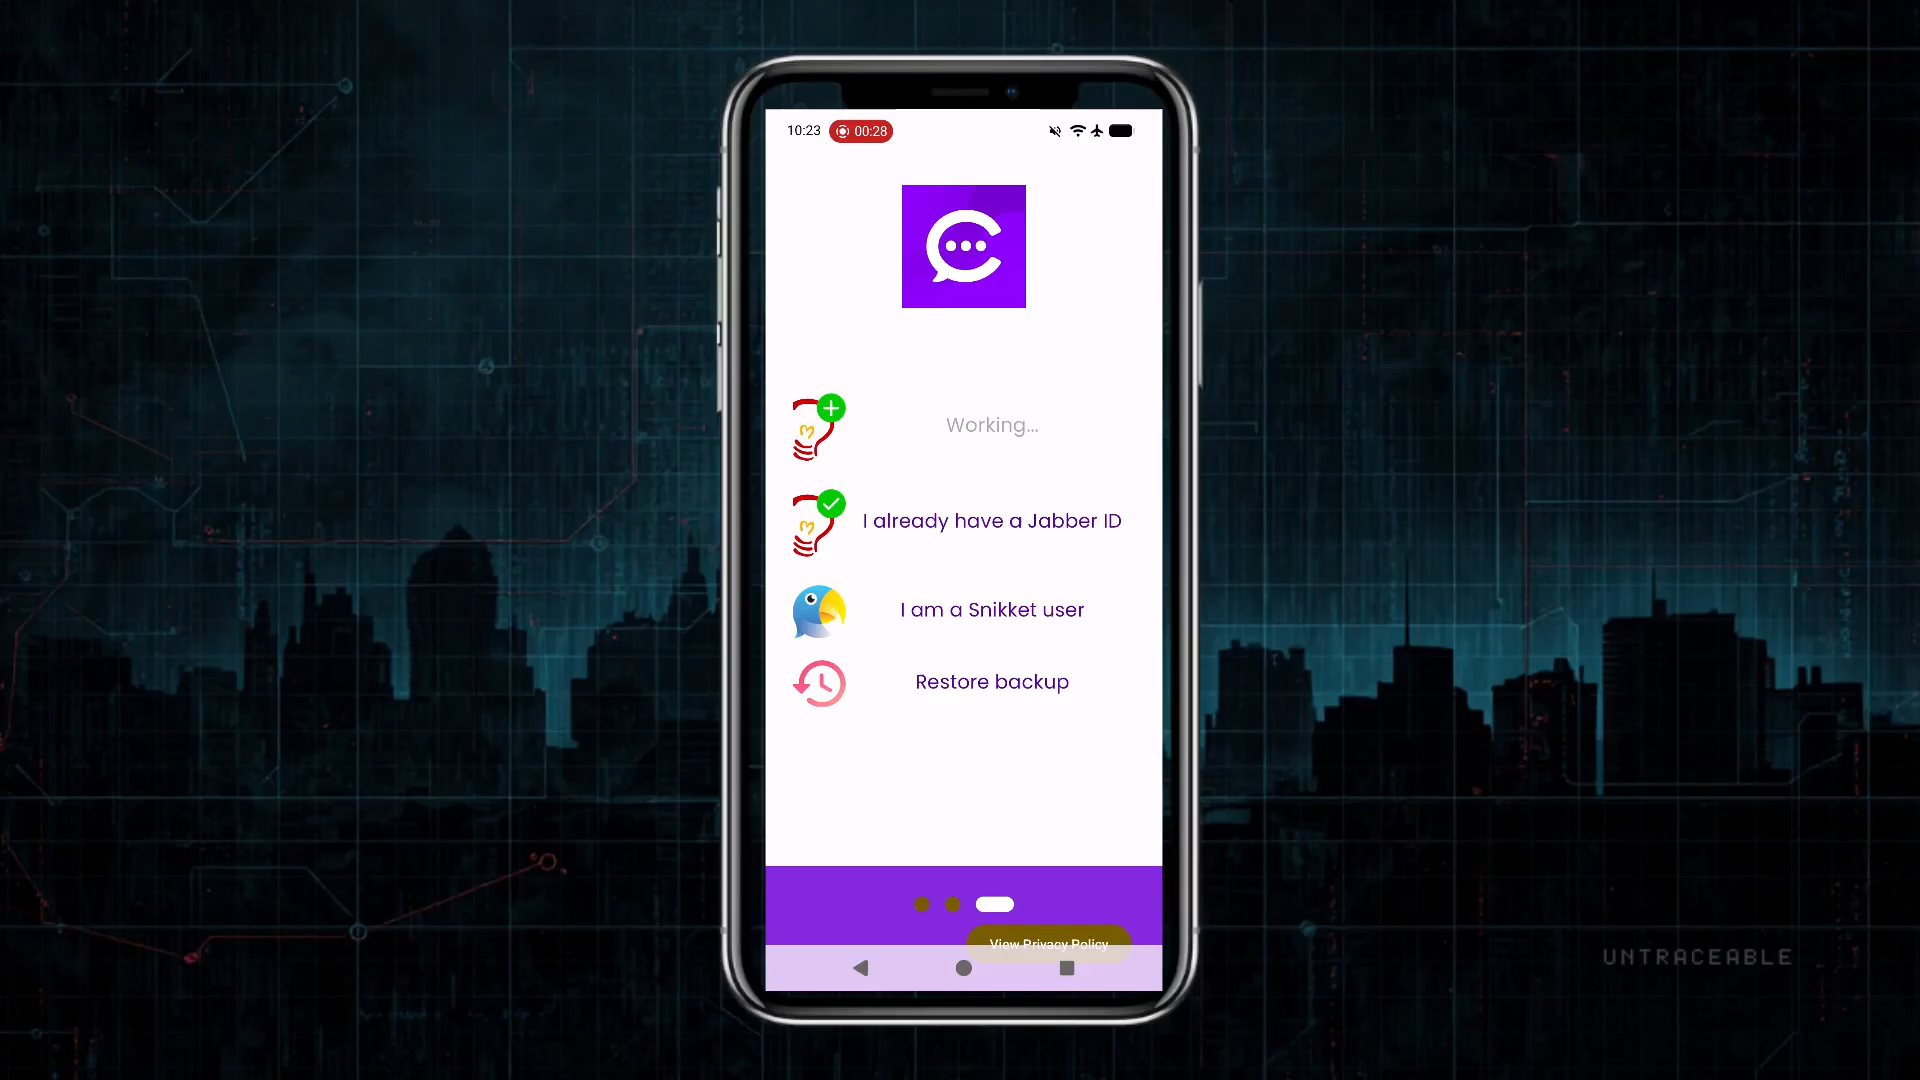 10:23 00:28
Working...
I already have a Jabber ID
I am a Snikket user
Restore backup
View Privacy Policy
UNTRACEABLE